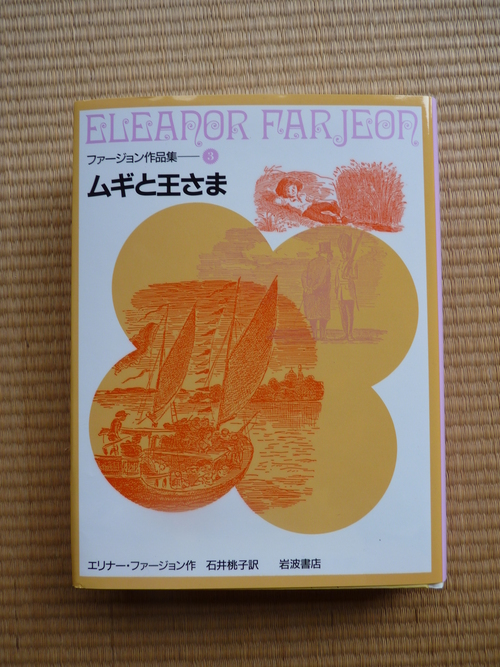 ELEANOR FARJEON
ファージョン作品集――3
ムギと王さま
エリナー・ファージョン作 石井桃子訳 岩波書店